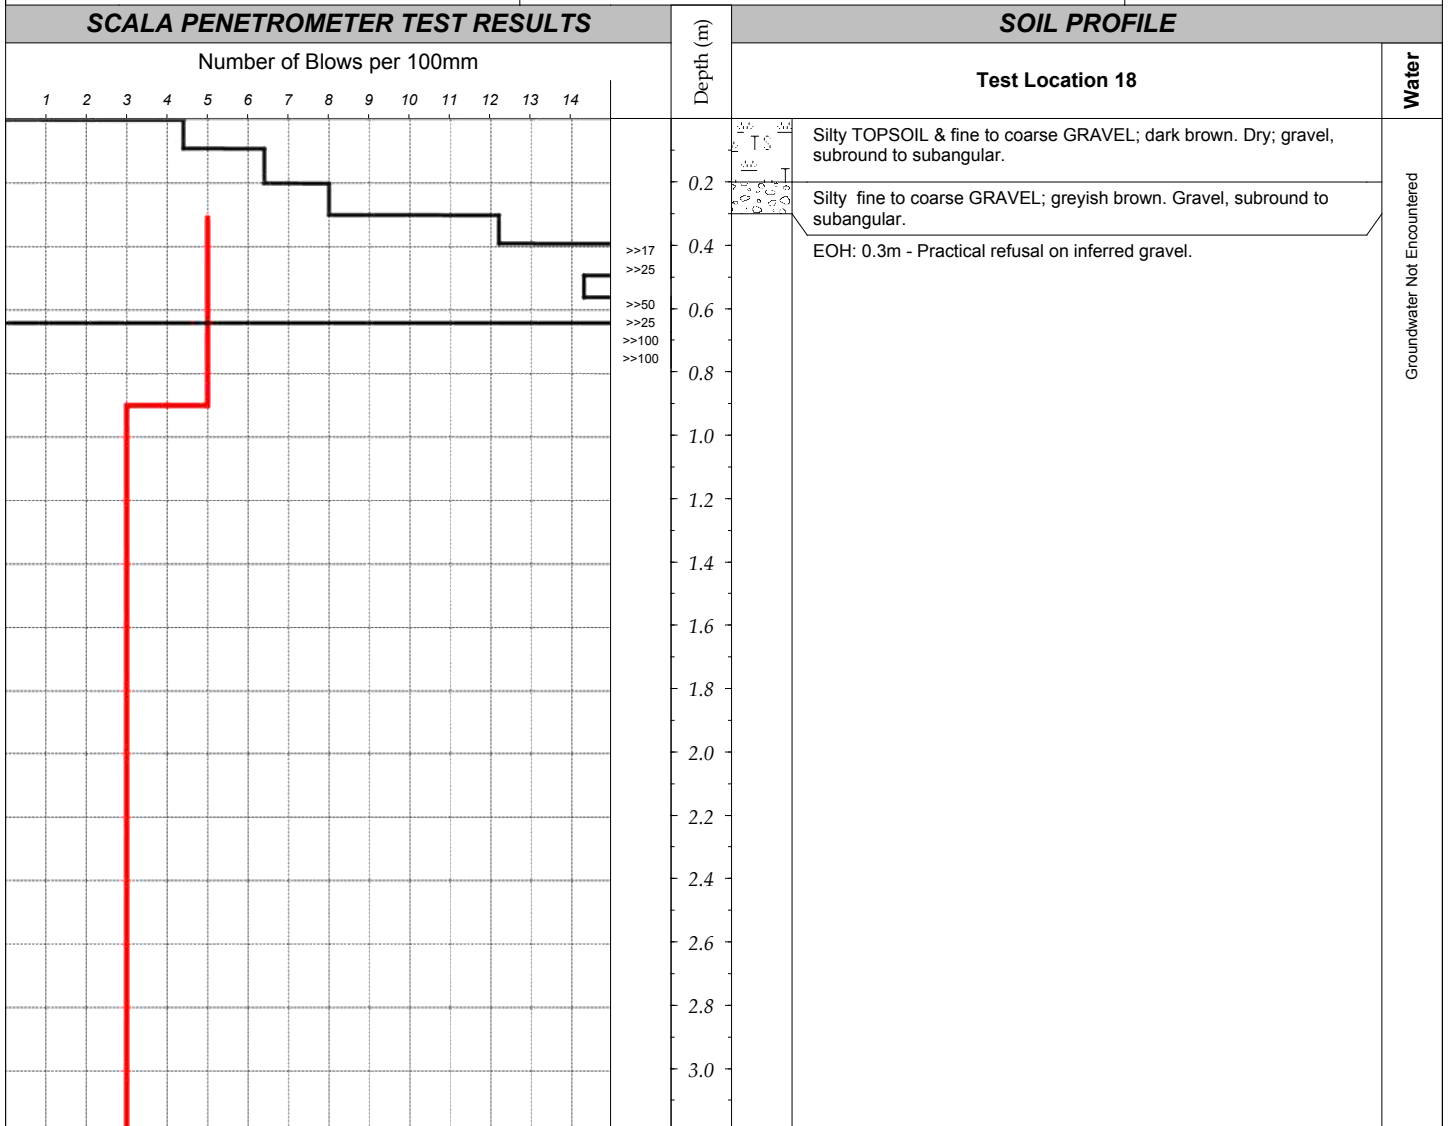 SCALA PENETROMETER TEST RESULTS
Depth (m)
SOIL PROFILE
Number of Blows per 100mm
Test Location 18
Water
1 2 3 4 5 6 7 8 9 10 11 12 13 14
TS
T
Silty TOPSOIL & fine to coarse GRAVEL; dark brown. Dry; gravel,
subround to subangular.
Silty fine to coarse GRAVEL; greyish brown. Gravel, subround to
subangular.
EOH: 0.3m - Practical refusal on inferred gravel.
Groundwater Not Encountered
>>17
>>25
>>50
>>25
>>100
>>100
0.2
0.4
0.6
0.8
1.0
1.2
1.4
1.6
1.8
2.0
2.2
2.4
2.6
2.8
3.0